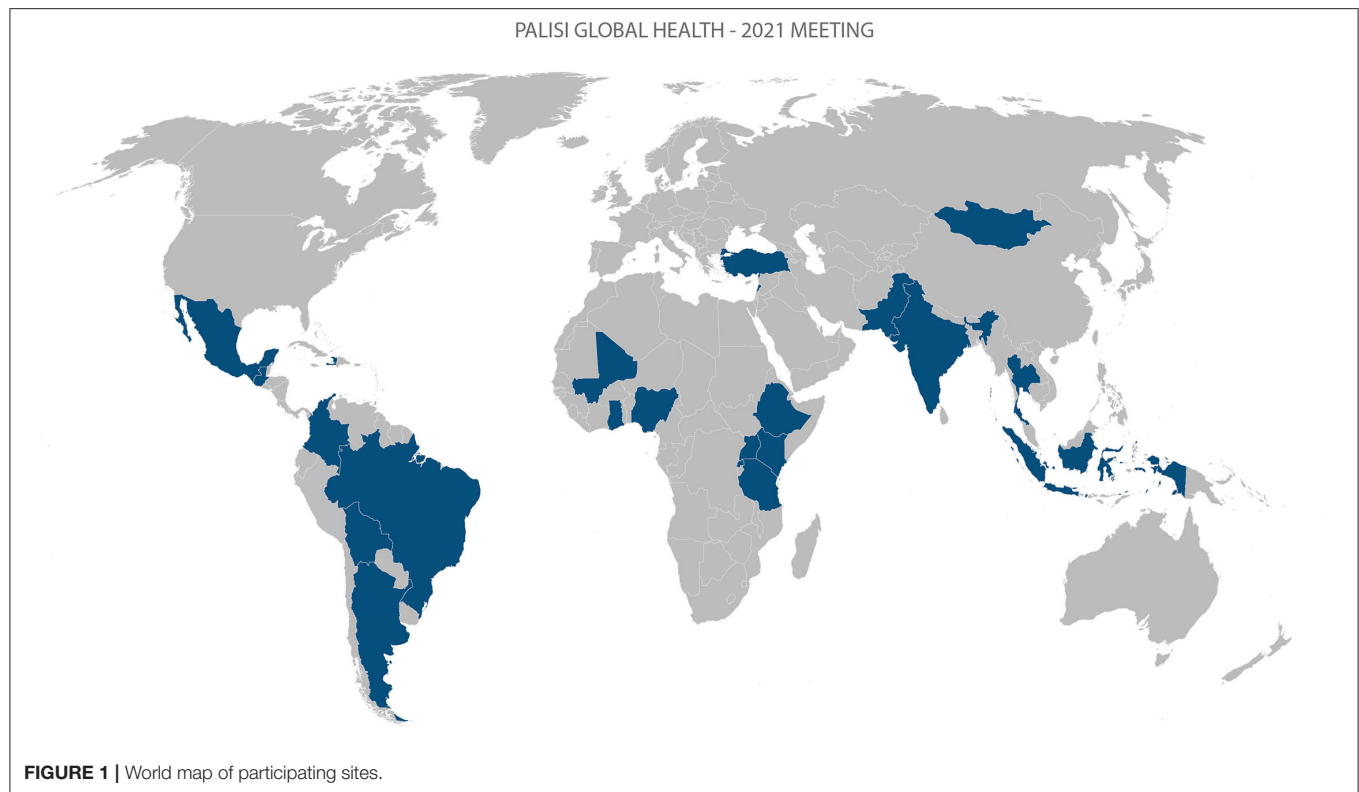 PALISI GLOBAL HEALTH - 2021 MEETING
FIGURE 1 | World map of participating sites.